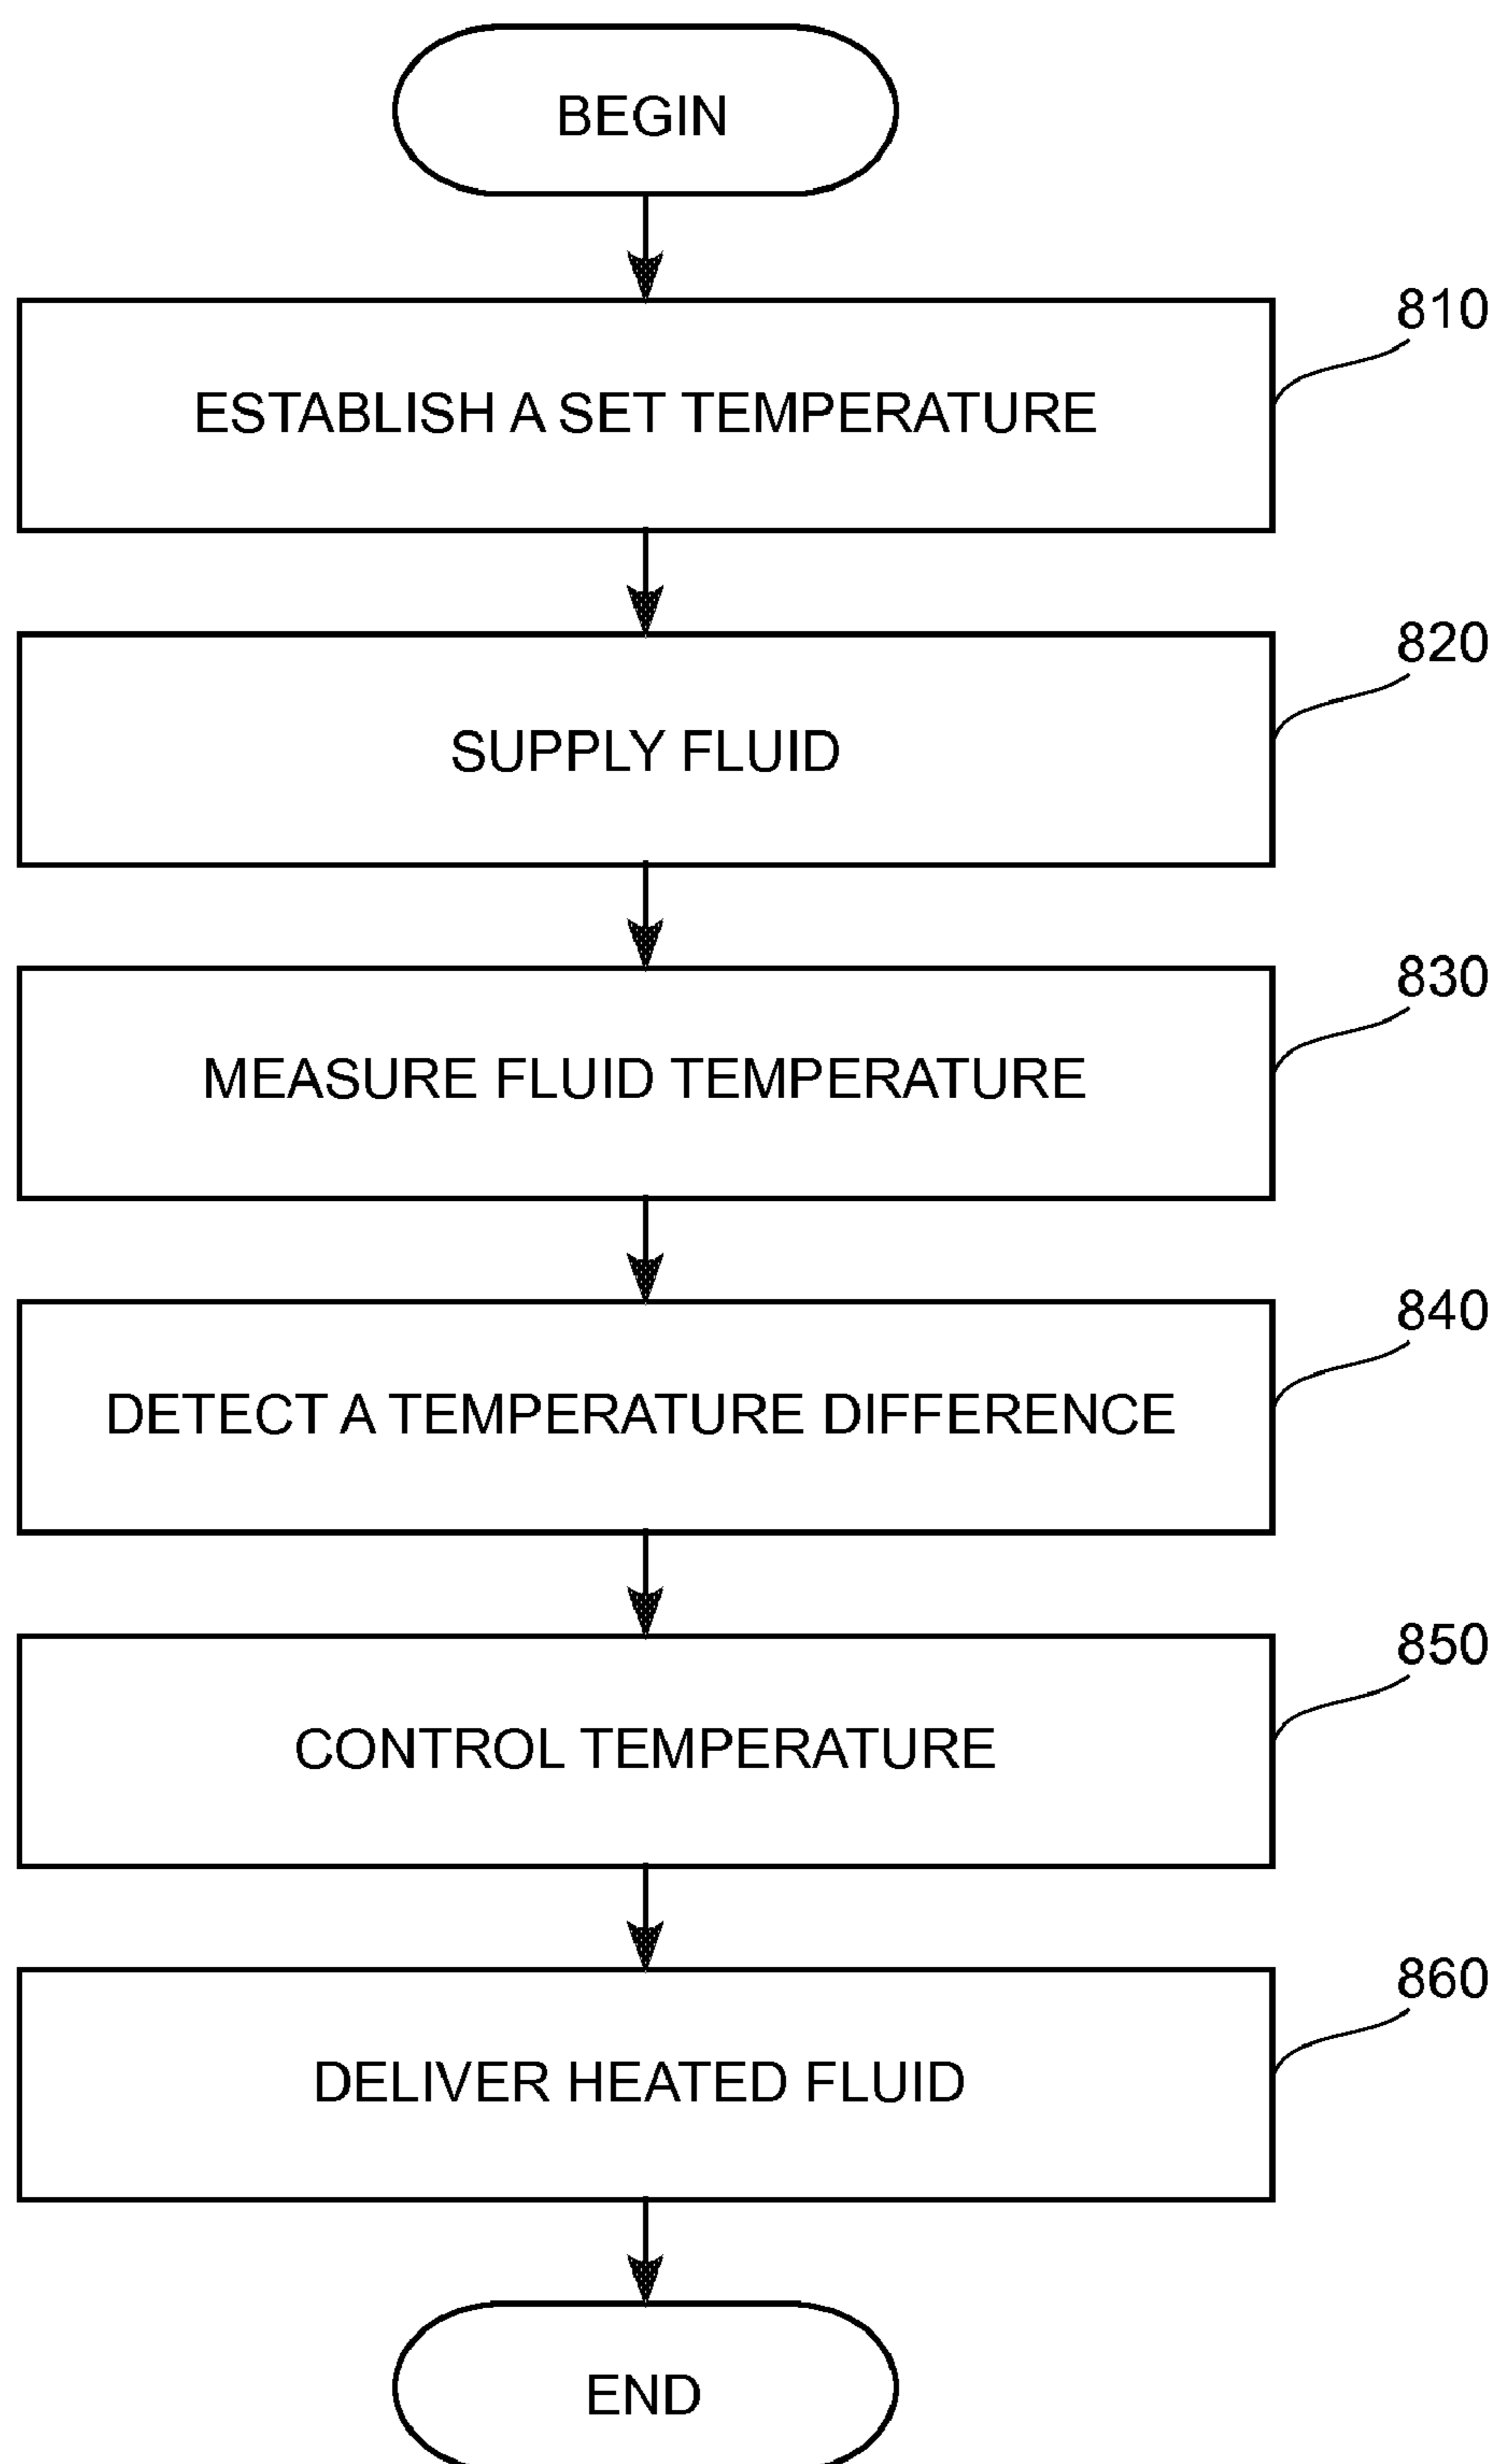 BEGIN
810
ESTABLISH A SET TEMPERATURE
820
SUPPLY FLUID
830
MEASURE FLUID TEMPERATURE
840
DETECT A TEMPERATURE DIFFERENCE
850
CONTROL TEMPERATURE
860
DELIVER HEATED FLUID
END